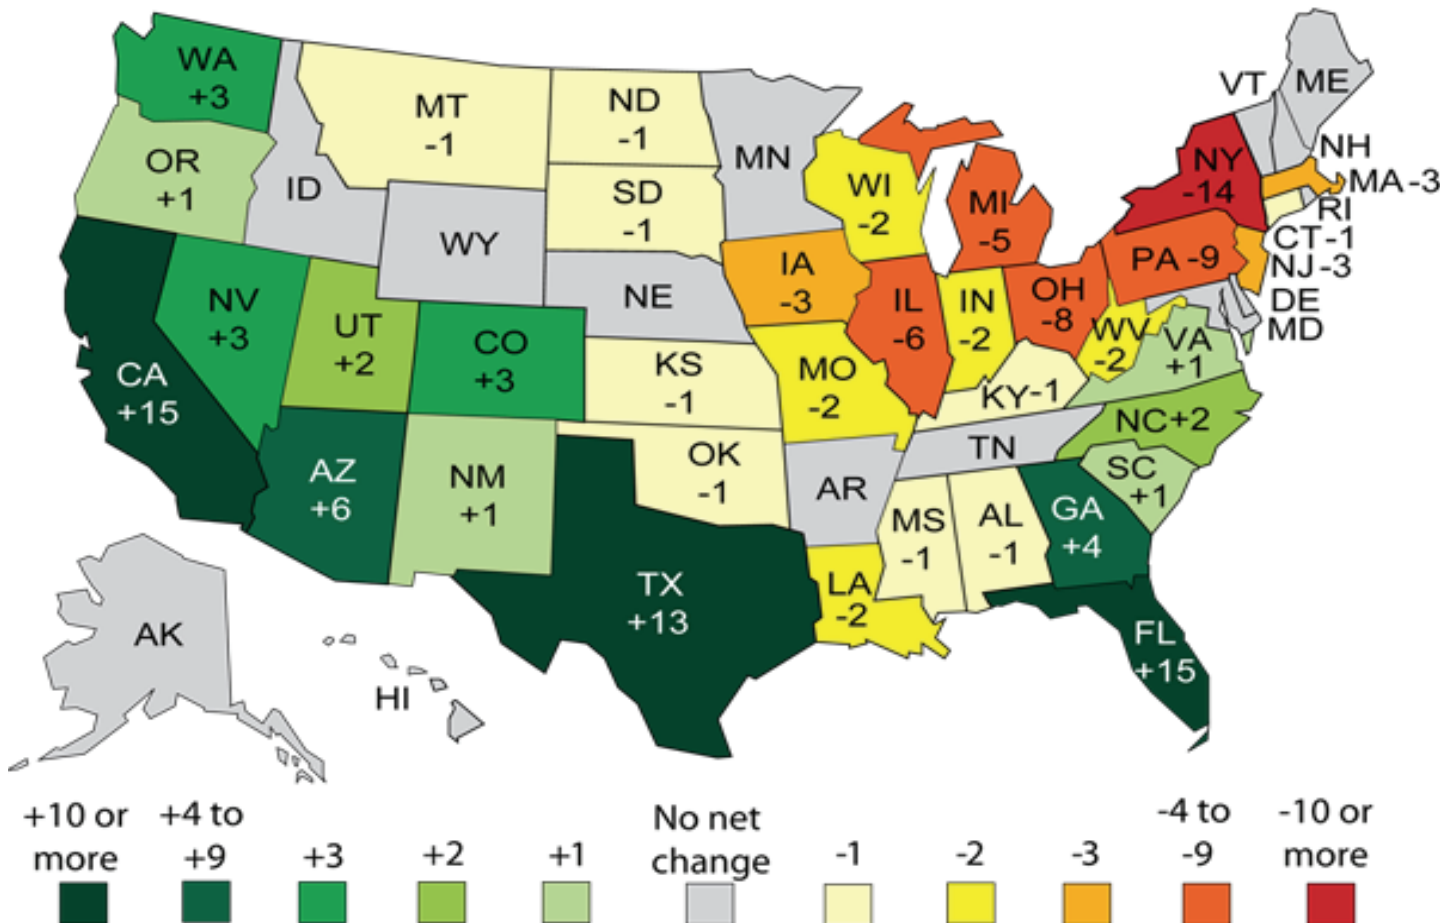 WA
+3
MT
-1
ND
-1
MN
VT
ME
OR
+1
ID
SD
-1
WI
-2
MI
-5
NY
-14
NH
MA -3
RI
CT -1
NJ -3
WY
IA
-3
PA -9
NV
+3
UT
+2
CO
+3
NE
IL
-6
IN
-2
OH
-8
WV
-2
DE
MD
VA
+1
CA
+15
KS
-1
MO
-2
KY-1
NC+2
AZ
+6
NM
+1
OK
-1
AR
TN
SC
+1
MS
-1
AL
-1
GA
+4
TX
+13
LA
-2
FL
+15
AK
HI
+10 or
more
+4 to
+9
+3
+2
+1
No net
change
-1
-2
-3
-4 to
-9
-10 or
more